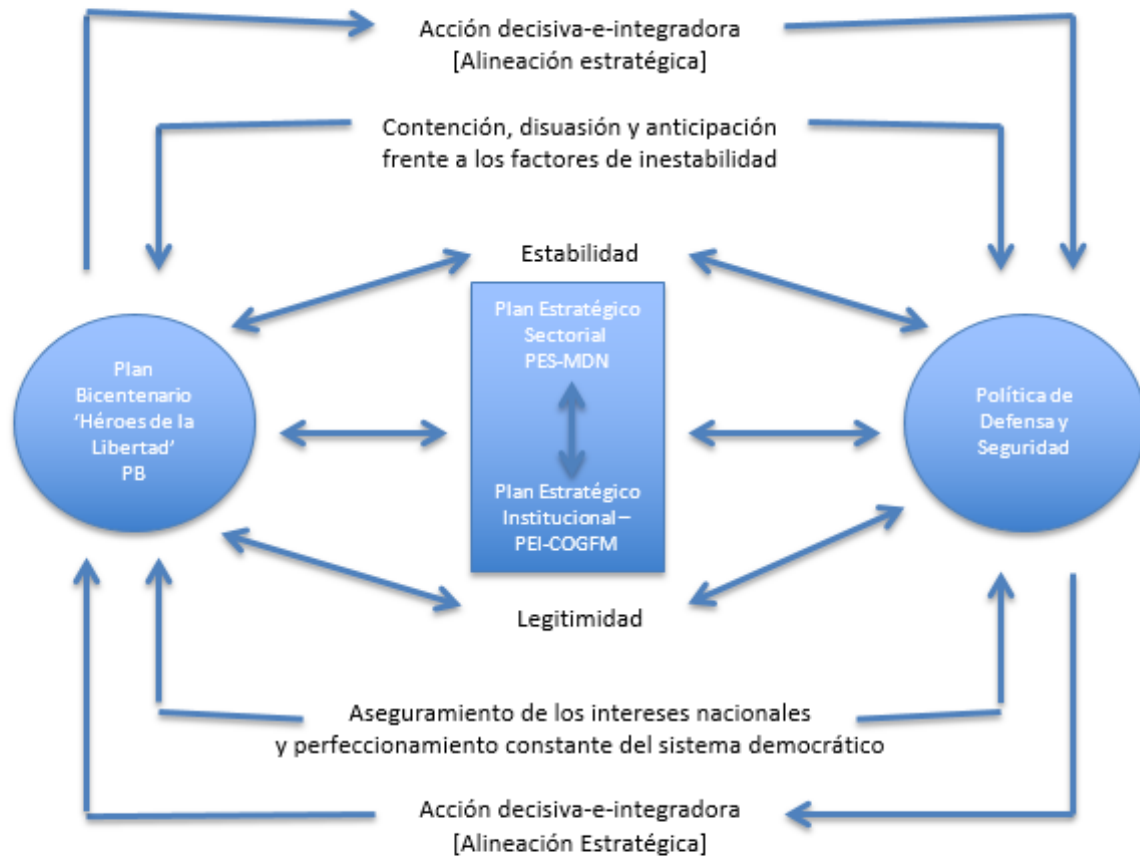 Acción decisiva-e-integradora
[Alineación estratégica]
Contención, disuasión y anticipación
frente a los factores de inestabilidad
Estabilidad
Plan
Bicentenario
‘Héroes de la
Libertad’
PB
Plan Estratégico
Sectorial
PES-MDN
Plan Estratégico
Institucional –
PEI-COGFM
Política de
Defensa y
Seguridad
Legitimidad
Aseguramiento de los intereses nacionales
y perfeccionamiento constante del sistema democrático
Acción decisiva-e-integradora
[Alineación Estratégica]